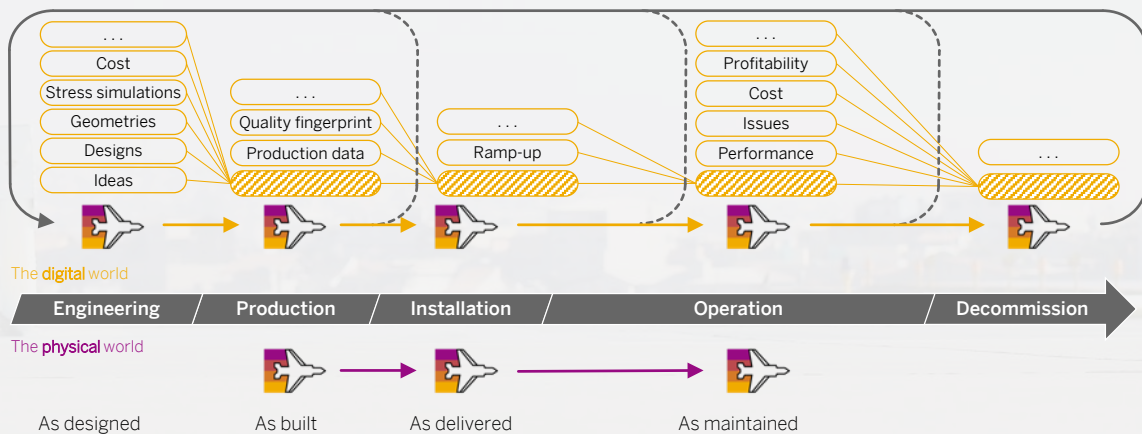 . . .
Cost
Stress simulations
Geometries
Designs
Ideas
. . .
Quality fingerprint
Production data
. . .
Ramp-up
. . .
Profitability
Cost
Issues
Performance
. . .
The digital world
Engineering
Production
Installation
Operation
Decommission
The physical world
As designed
As built
As delivered
As maintained